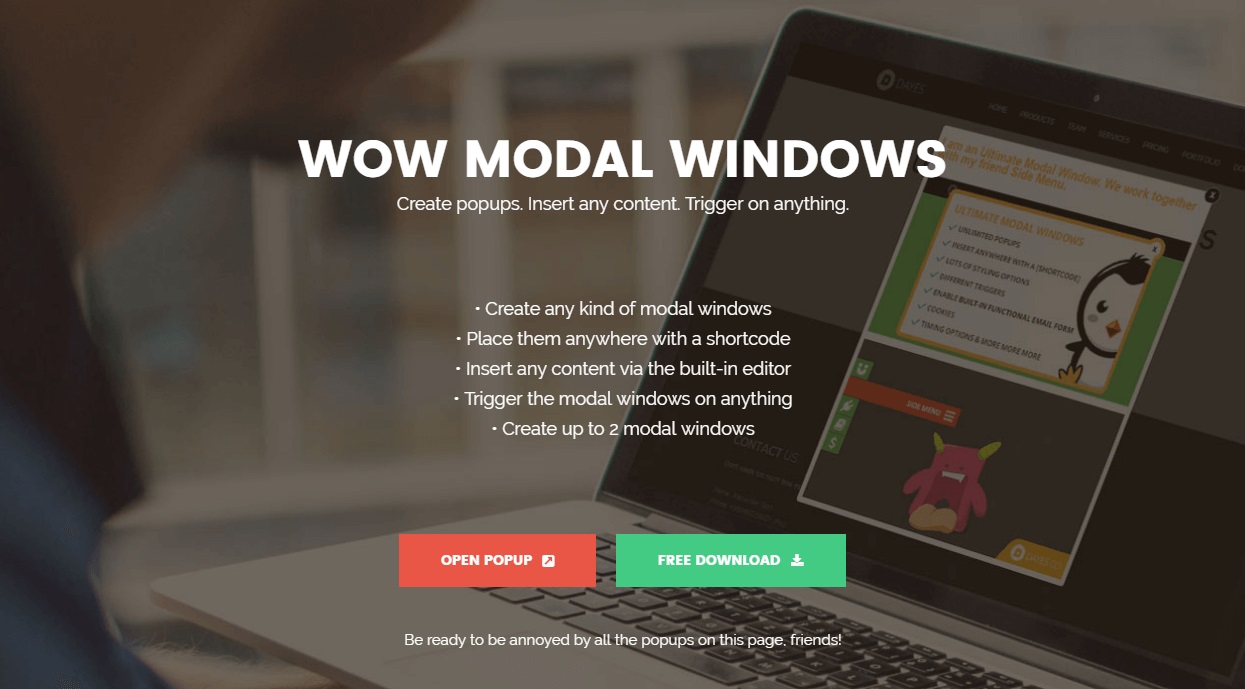 WOW MODAL WINDOWS
Create popups. Insert any content. Trigger on anything.
• Create any kind of modal windows
• Place them anywhere with a shortcode
• Insert any content via the built-in editor
• Trigger the modal windows on anything
• Create up to 2 modal windows
OPEN POPUP
FREE DOWNLOAD
Be ready to be annoyed by all the popups on this page, friends!
DAYES
HOME PRODUCTS TEAM SERVICES PRICING PORTFOLIO
am an Ultimate Modal Window. We work together
with my friend Side Menu.
ULTIMATE MODAL WINDOWS
✓ UNLIMITED POPUPS
✓ INSERT ANYWHERE WITH A [SHORTCODE]
✓ LOTS OF STYLING OPTIONS
✓ DIFFERENT TRIGGERS
✓ ENABLE BUILT-IN FUNCTIONAL EMAIL FORM
✓ COOKIES
✓ TIMING OPTIONS & MORE MORE MORE
SIDE MENU
CONTACT US